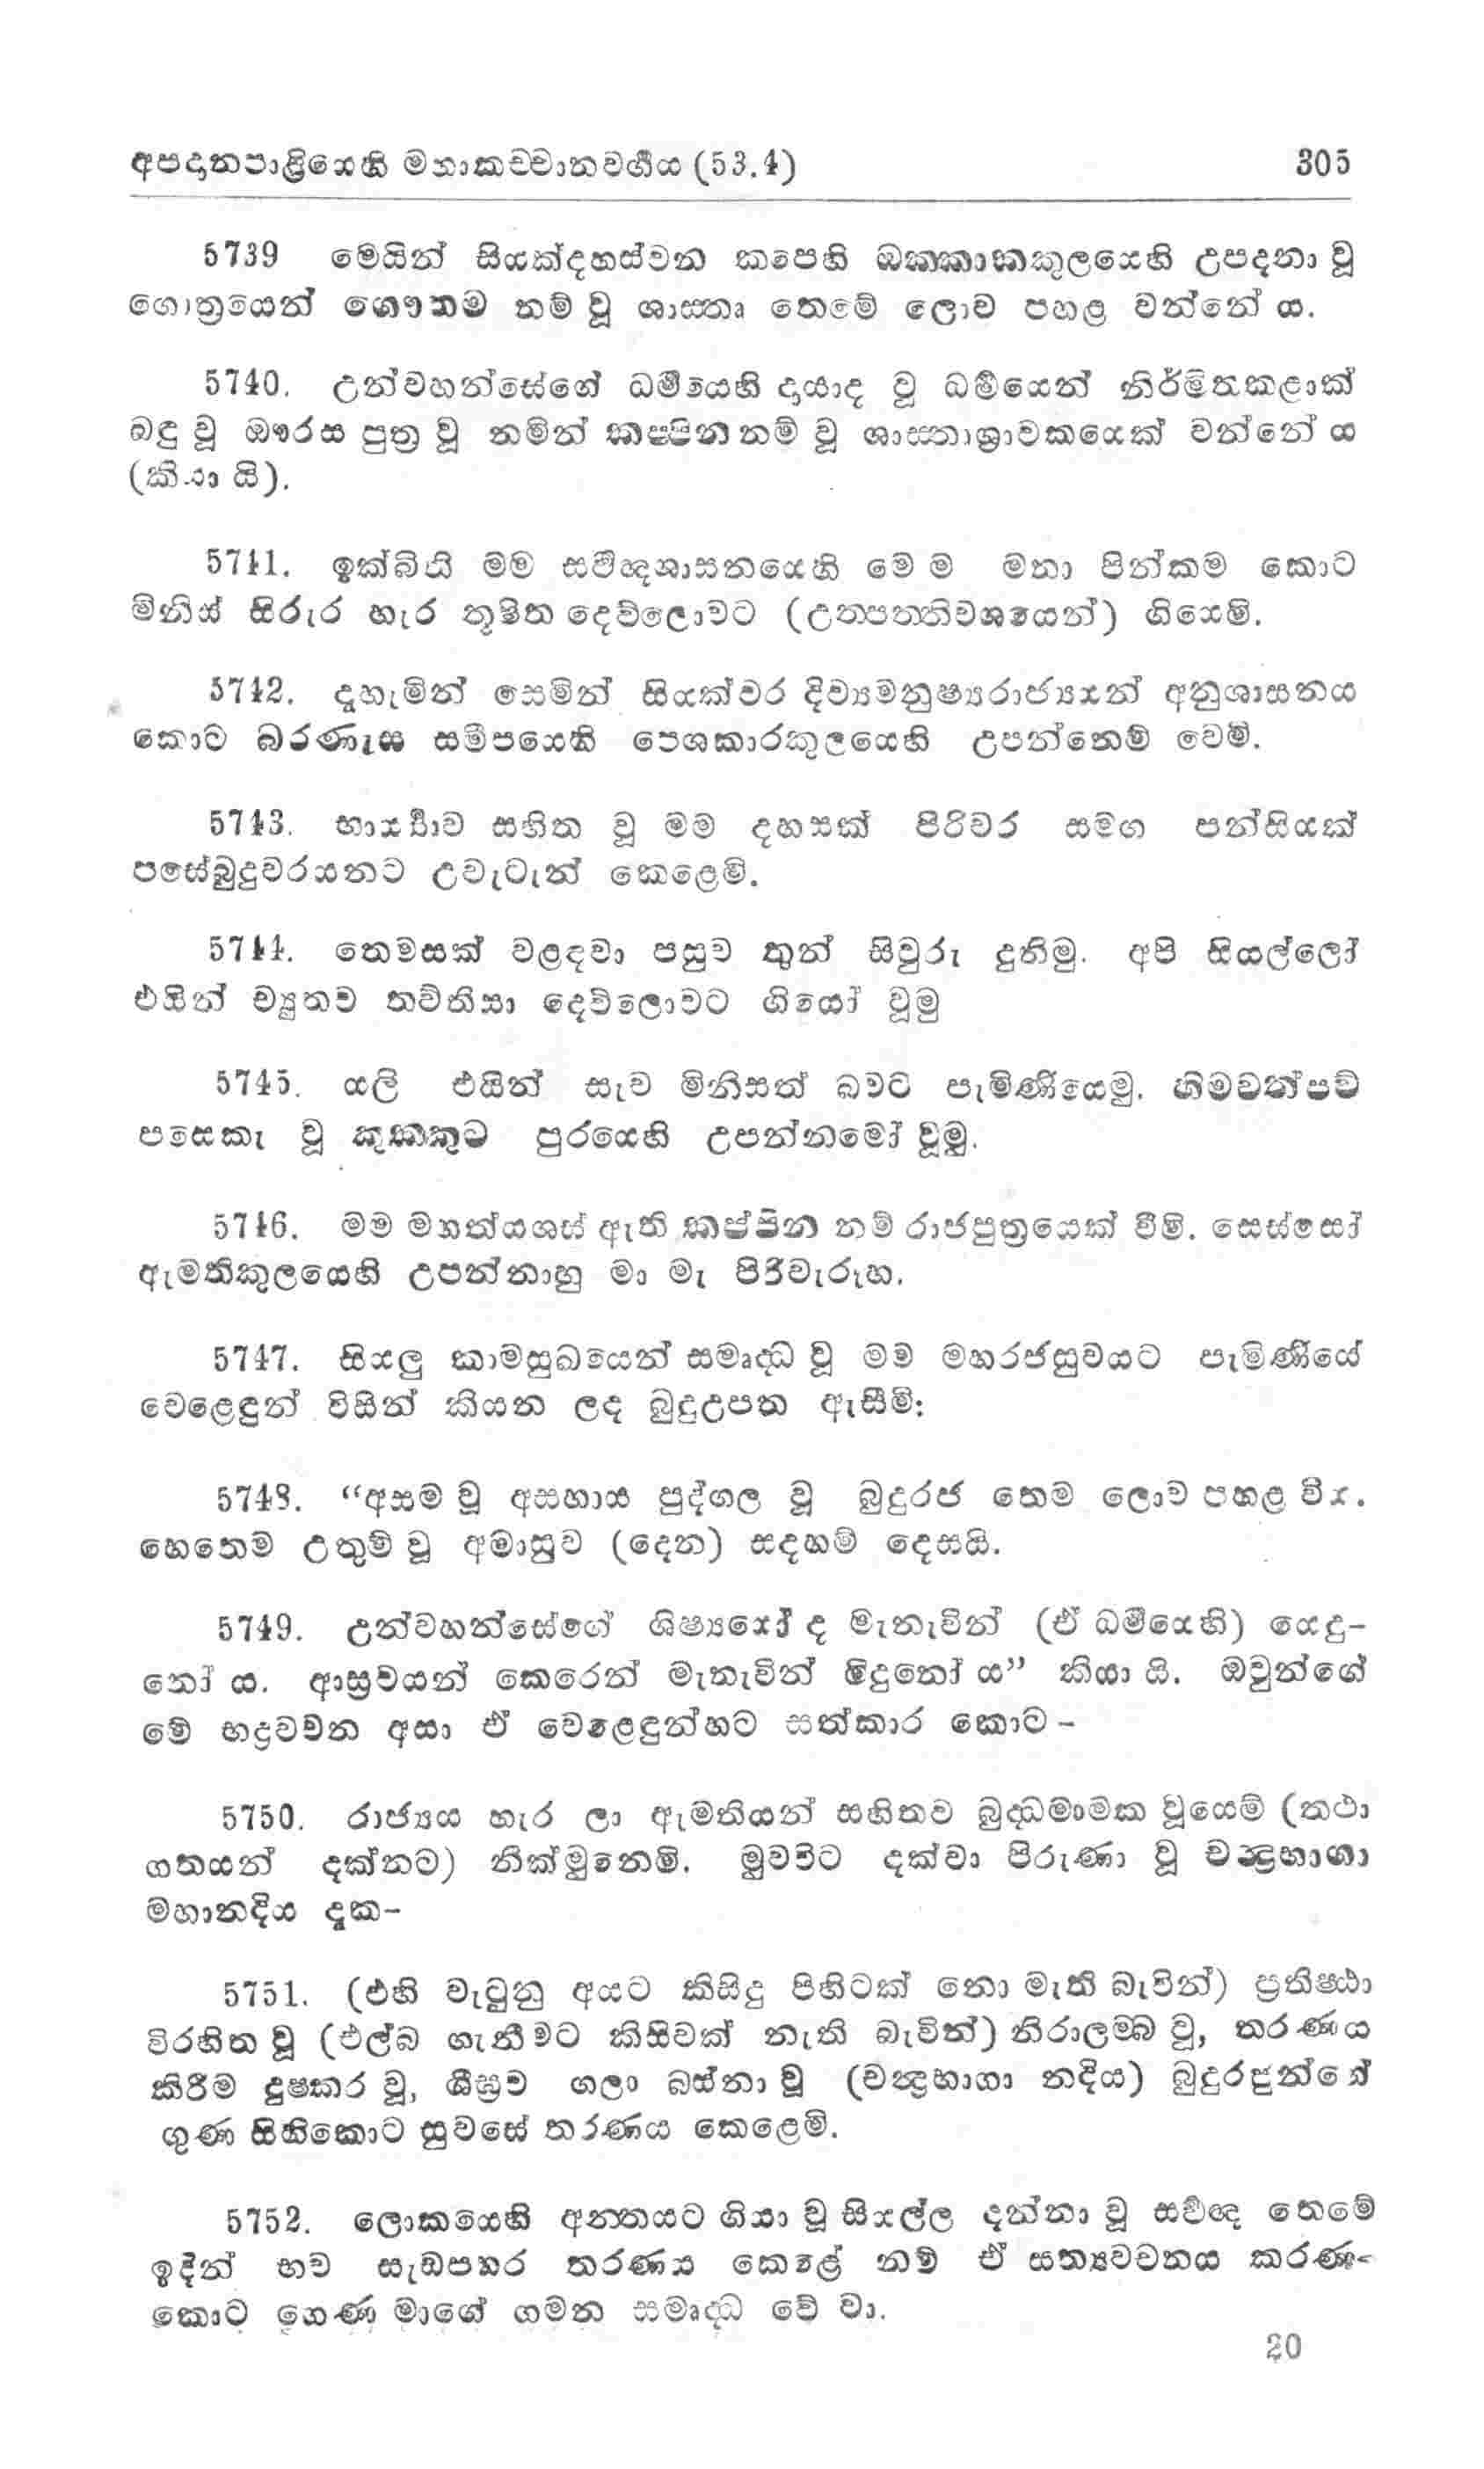 අපදානපාළියෙහි මහාකච්චානවර්ගය (53.4) 305
5739 මෙයින් සියක්දහස්වන කපෙහි ඔක්කාකකුලයෙහි උපදනා වූ
ගොත්‍රයෙන් ගෞතම නම් වූ ශාස්තෘ තෙමේ ලොව පහළ වන්නේ ය.
5740. උන්වහන්සේගේ ධර්මයෙහි දායාද වූ ධර්මයෙන් නිර්මිතකළාක්
බඳු වූ ඖරස පුත්‍ර වූ නමින් කප්පින නම් වූ ශාස්තාශ්‍රාවකයෙක් වන්නේ ය
(කියා යි).
5741. ඉක්බිති මම සර්වඥශාසනයෙහි මෙ ම මනා පින්කම කොට
මිනිස් සිරුර හැර තුෂිත දෙව්ලොවට (උත්පත්තිවශයෙන්) ගියෙමි.
5742. දැහැමින් සෙමින් සියක්වර දිව්‍යමනුෂ්‍යරාජ්‍යයන් අනුශාසනය
කොට බරණැස සමීපයෙහි පෙශකාරකුලයෙහි උපන්නෙම් වෙමි.
5743. භාර්‍ය්‍යාව සහිත වූ මම දහසක් පිරිවර සමග පන්සියක්
පසේබුදුවරයනට උවැටැන් කෙළෙමි.
5744. තෙමසක් වළඳවා පසුව තුන් සිවුරු දුනිමු. අපි සියල්ලෝ
එයින් ච්‍යුතව තව්තිසා දෙව්ලොවට ගියෝ වූමු
5745. යලි එයින් සැව මිනිසත් බවට පැමිණියෙමු. හිමවත්පව්
පසෙකැ වූ කුක්කුට පුරයෙහි උපන්නමෝ වූමු.
5746. මම මහත්යශස් ඇති කප්පින නම් රාජපුත්‍රයෙක් වීමි. සෙස්සෝ
ඇමතිකුලයෙහි උපන්නාහු මා මැ පිරිවැරූහ.
5747. සියලු කාමසුඛයෙන් සමෘද්ධ වූ මම මහරජසුවයට පැමිණියේ
වෙළෙඳුන් විසින් කියන ලද බුදුඋපත ඇසීමි:
5748. “අසම වූ අසහාය පුද්ගල වූ බුදුරජ තෙම ලොව පහළ විය.
හෙතෙම උතුම් වූ අමාසුව (දෙන) සදහම් දෙසයි.
5749. උන්වහන්සේගේ ශිෂ්‍යයෝ ද මැනැවින් (ඒ ධර්මයෙහි) යෙදු-
නෝ ය. ආස්‍රවයන් කෙරෙන් මැනැවින් මිදුනෝ ය” කියා යි. ඔවුන්ගේ
මේ භද්‍රවචන අසා ඒ වෙළෙඳුන්හට සත්කාර කොට -
5750. රාජ්‍යය හැර ලා ඇමතියන් සහිතව බුද්ධමාමක වූයෙම් (තථා
ගතයන් දක්නට) නික්මුනෙමි. මුවවිට දක්වා පිරුණා වූ චන්ද්‍රභාගා
මහානදිය දැක-
5751. (එහි වැටුනු අයට කිසිදු පිහිටක් නො මැති බැවින්) ප්‍රතිෂ්ඨා
විරහිත වූ (එල්බ ගැනීමට කිසිවක් නැති බැවින්) නිරාලම්බ වූ, තරණය
කිරීම දුෂ්කර වූ, ශීඝ්‍රව ගලා බස්නා වූ (චන්ද්‍රභාගා නදිය) බුදුරජුන්ගේ
ගුණ සිහිකොට සුවසේ තරණය කෙළෙමි.
5752. ලොකයෙහි අන්තයට ගියා වූ සියල්ල දන්නා වූ සර්වඥ තෙමේ
ඉදින් භව සැඬපහර තරණය කෙළේ නම් ඒ සත්‍යවචනය කරණ-
කොට ගෙණ මාගේ ගමන සමෘද්ධ වේ වා.
20